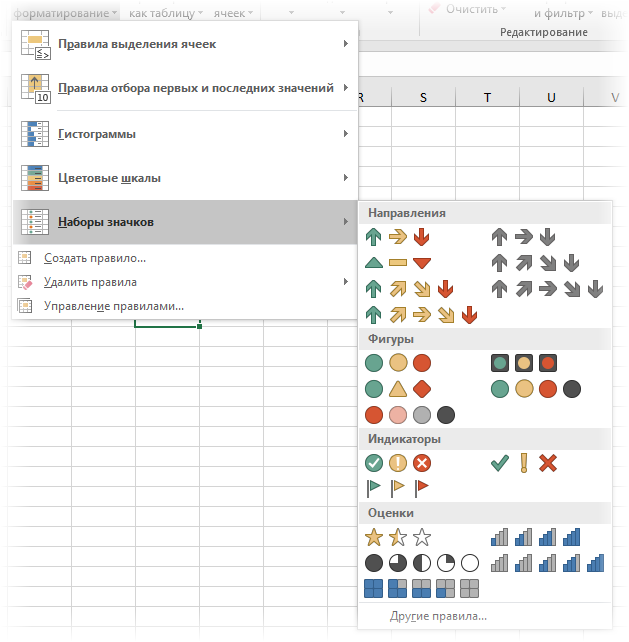 форматирование как таблицу ячеек Очистить и фильтр
Редактирование
Правила выделения ячеек
Правила отбора первых и последних значений
10
Гистограммы
Цветовые шкалы
Наборы значков
Создать правило...
Удалить правила
Управление правилами...
R S T U V
Направления
Фигуры
Индикаторы
Оценки
Другие правила...